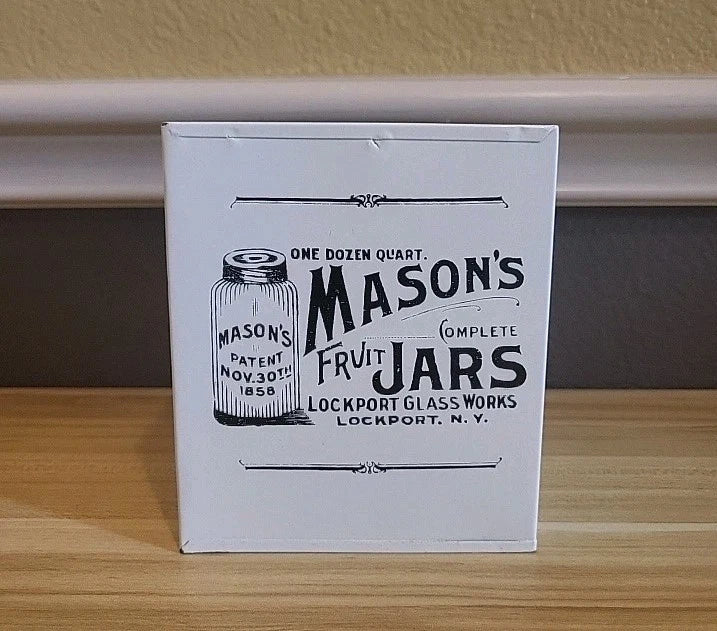 ONE DOZEN QUART.
MASON'S
COMPLETE
FRUIT JARS
LOCKPORT GLASS WORKS
LOCKPORT. N. Y.
MASON'S
PATENT
NOV. 30TH
1858